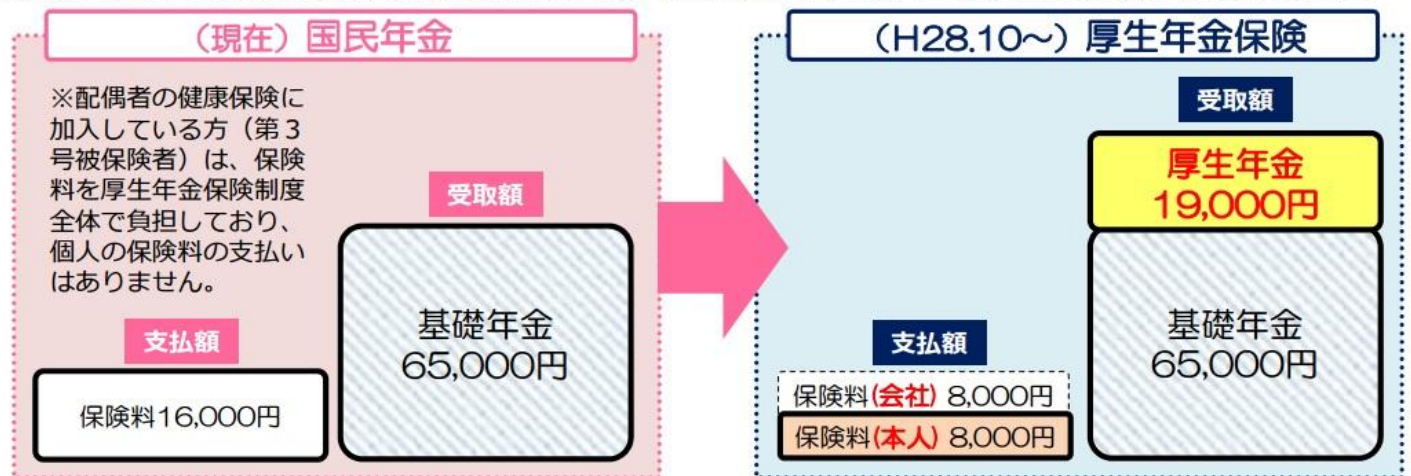 （現在）国民年金
※配偶者の健康保険に
加入している方（第３
号被保険者）は、保険
料を厚生年金保険制度
全体で負担しており、
個人の保険料の支払い
はありません。
受取額
基礎年金
65,000円
支払額
保険料16,000円
（H28.10～）厚生年金保険
受取額
厚生年金
19,000円
基礎年金
65,000円
支払額
保険料(会社) 8,000円
保険料(本人) 8,000円